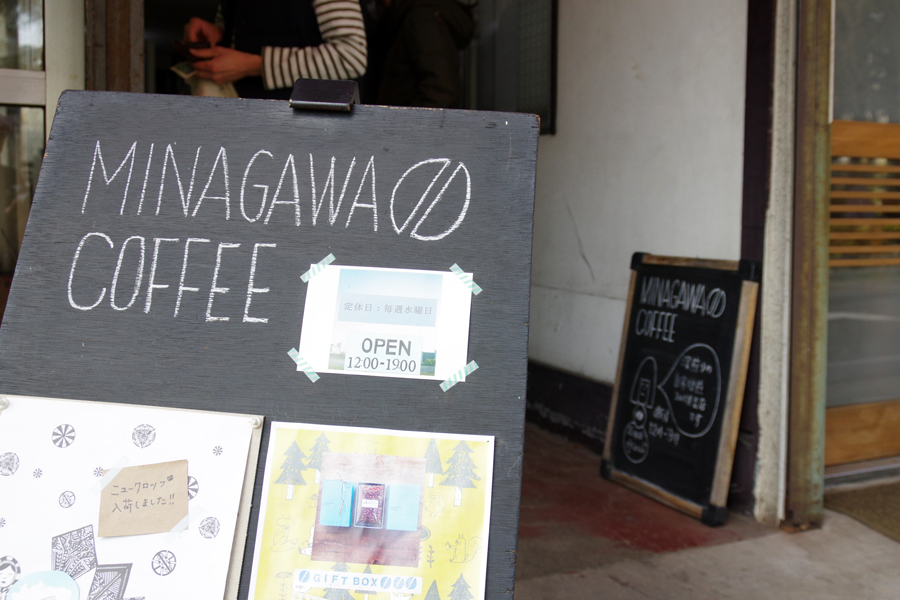 MINAGAWA
COFFEE
定休日：毎週水曜日
OPEN
12:00-19:00
ニュークロップ
入荷しました!!
GIFT BOX
MINAGAWA
COFFEE